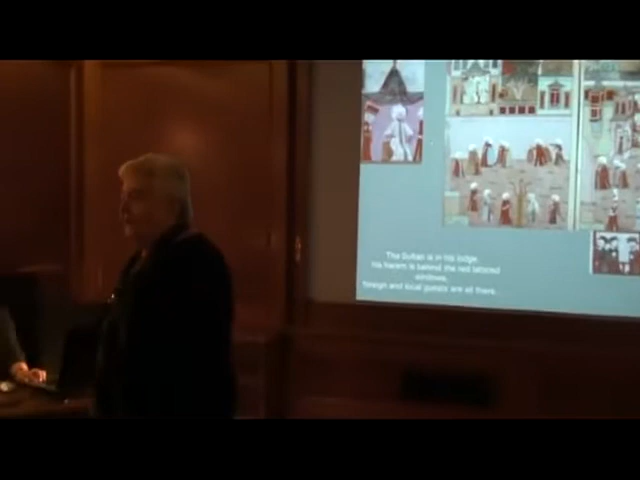 The Sultan is in his lodge,
his harem is behind the red latticed
windows,
foreign and local guests are all there...